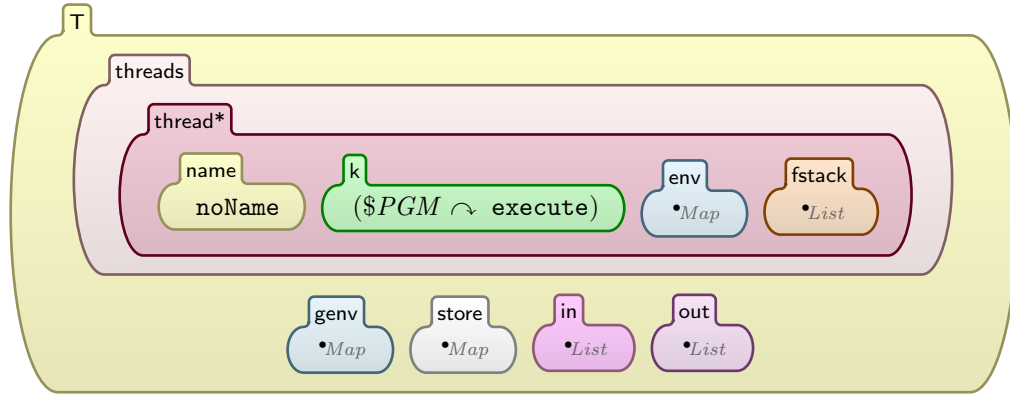 T
threads
thread*
name k env fstack
noName ($PGM ↷ execute) •Map •List
genv store in out
•Map •Map •List •List